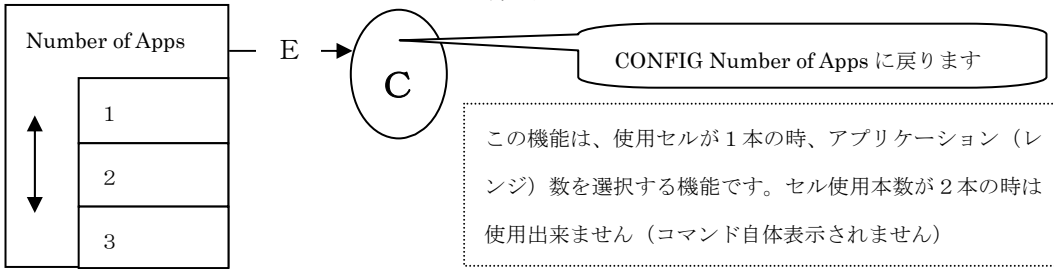 Number of Apps
1
2
3
E
C
CONFIG Number of Apps に戻ります
この機能は、使用セルが１本の時、アプリケーション（レ
ンジ）数を選択する機能です。セル使用本数が２本の時は
使用出来ません（コマンド自体表示されません）